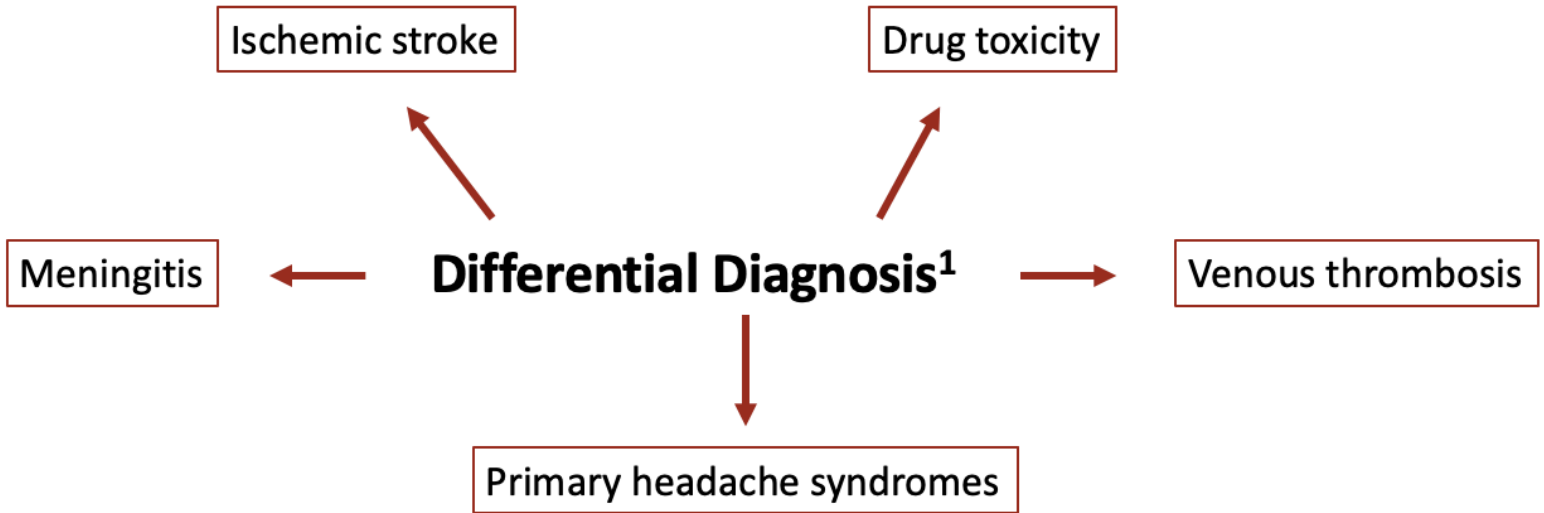 Ischemic stroke
Drug toxicity
Meningitis
Differential Diagnosis¹
Venous thrombosis
Primary headache syndromes